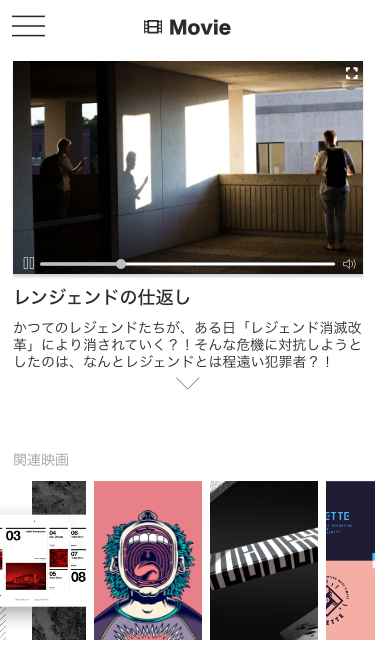 Movie
レンジェンドの仕返し
かつてのレジェンドたちが、ある日「レジェンド消滅改
革」により消されていく？！そんな危機に対抗しようと
したのは、なんとレジェンドとは程遠い犯罪者？！
関連映画
03
04
06
03
05
08
ETTE
ETTE